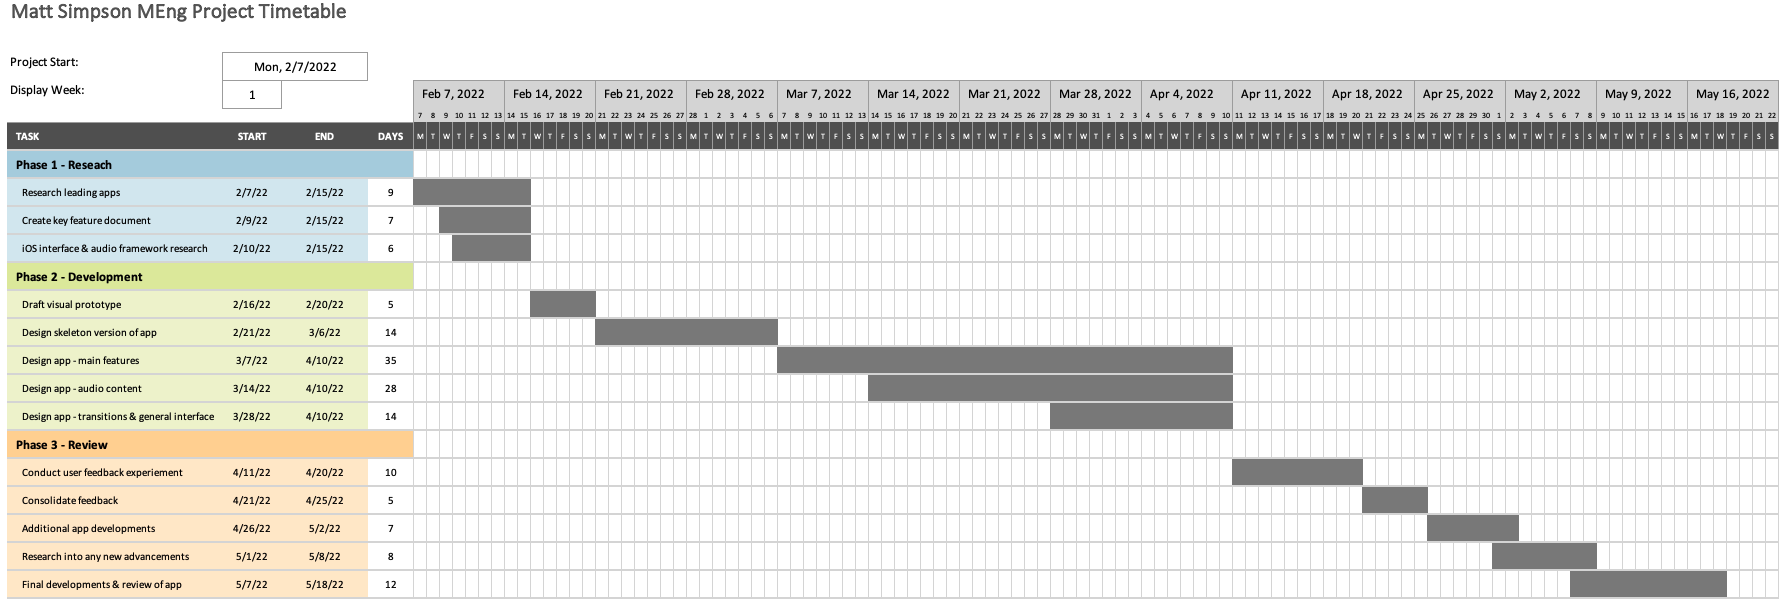 Matt Simpson MEng Project Timetable
Project Start: Mon, 2/7/2022
Display Week: 1
Feb 7, 2022 Feb 14, 2022 Feb 21, 2022 Feb 28, 2022 Mar 7, 2022 Mar 14, 2022 Mar 21, 2022 Mar 28, 2022 Apr 4, 2022 Apr 11, 2022 Apr 18, 2022 Apr 25, 2022 May 2, 2022 May 9, 2022 May 16, 2022
7 8 9 10 11 12 13 14 15 16 17 18 19 20 21 22 23 24 25 26 27 28 1 2 3 4 5 6 7 8 9 10 11 12 13 14 15 16 17 18 19 20 21 22 23 24 25 26 27 28 29 30 31 1 2 3 4 5 6 7 8 9 10 11 12 13 14 15 16 17 18 19 20 21 22 23 24 25 26 27 28 29 30 1 2 3 4 5 6 7 8 9 10 11 12 13 14 15 16 17 18 19 20 21 22
TASK START END DAYS M T W T F S S M T W T F S S M T W T F S S M T W T F S S M T W T F S S M T W T F S S M T W T F S S M T W T F S S M T W T F S S M T W T F S S M T W T F S S M T W T F S S M T W T F S S M T W T F S S M T W T F S S
Phase 1 - Reseach
Research leading apps 2/7/22 2/15/22 9
Create key feature document 2/9/22 2/15/22 7
iOS interface & audio framework research 2/10/22 2/15/22 6
Phase 2 - Development
Draft visual prototype 2/16/22 2/20/22 5
Design skeleton version of app 2/21/22 3/6/22 14
Design app - main features 3/7/22 4/10/22 35
Design app - audio content 3/14/22 4/10/22 28
Design app - transitions & general interface 3/28/22 4/10/22 14
Phase 3 - Review
Conduct user feedback experiement 4/11/22 4/20/22 10
Consolidate feedback 4/21/22 4/25/22 5
Additional app developments 4/26/22 5/2/22 7
Research into any new advancements 5/1/22 5/8/22 8
Final developments & review of app 5/7/22 5/18/22 12